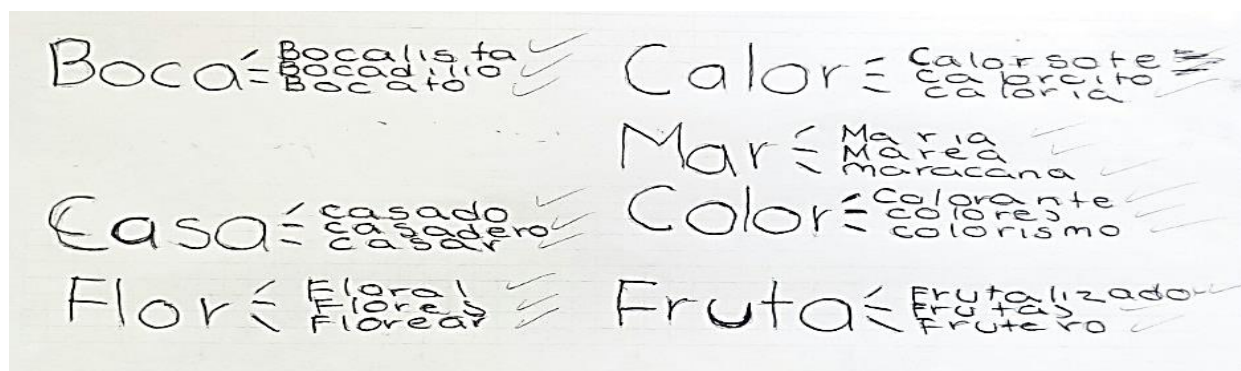 Boca Bocalista
Bocadillo
Bocato
Casa casado
casadero
casar
Flor Floral
Flores
Florear
Calor Calorsote
calorcito
caloria
Mar Maria
Marea
maracana
Color Colorante
colores
colorismo
Fruta Frutalizado
Frutas
Frutero